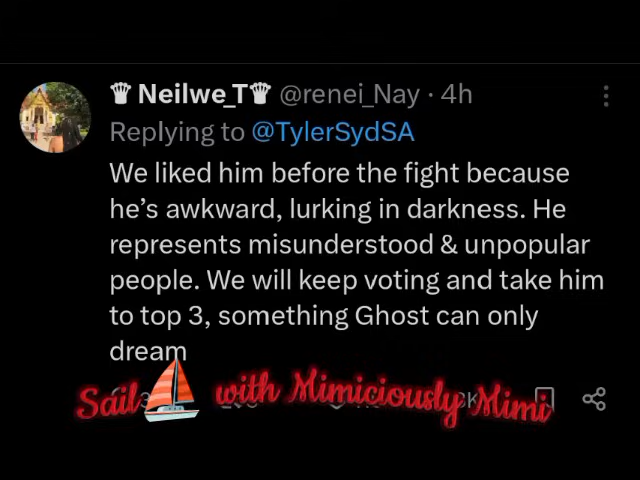 ♛ Neilwe_T♛ @renei_Nay · 4h
Replying to @TylerSydSA
We liked him before the fight because
he’s awkward, lurking in darkness. He
represents misunderstood & unpopular
people. We will keep voting and take him
to top 3, something Ghost can only
dream
Sail with Mimiciously Mimi